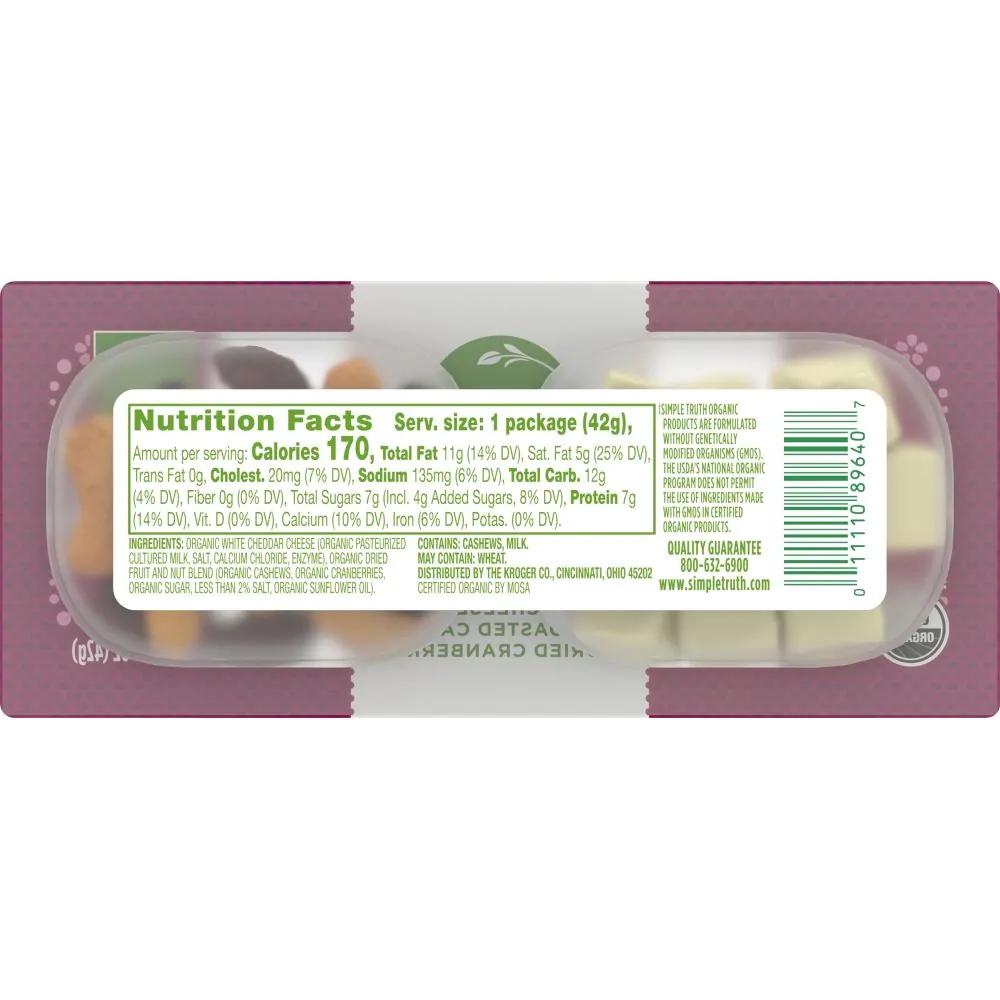 Nutrition Facts Serv. size: 1 package (42g),
Amount per serving: Calories 170, Total Fat 11g (14% DV), Sat. Fat 5g (25% DV),
Trans Fat 0g, Cholest. 20mg (7% DV), Sodium 135mg (6% DV), Total Carb. 12g
(4% DV), Fiber 0g (0% DV), Total Sugars 7g (Incl. 4g Added Sugars, 8% DV), Protein 7g
(14% DV), Vit. D (0% DV), Calcium (10% DV), Iron (6% DV), Potas. (0% DV).
INGREDIENTS: ORGANIC WHITE CHEDDAR CHEESE (ORGANIC PASTEURIZED
CULTURED MILK, SALT, CALCIUM CHLORIDE, ENZYME), ORGANIC DRIED
FRUIT AND NUT BLEND (ORGANIC CASHEWS, ORGANIC CRANBERRIES,
ORGANIC SUGAR, LESS THAN 2% SALT, ORGANIC SUNFLOWER OIL).
CONTAINS: CASHEWS, MILK.
MAY CONTAIN: WHEAT.
DISTRIBUTED BY THE KROGER CO., CINCINNATI, OHIO 45202
CERTIFIED ORGANIC BY MOSA
SIMPLE TRUTH ORGANIC
PRODUCTS ARE FORMULATED
WITHOUT GENETICALLY
MODIFIED ORGANISMS (GMOS).
THE USDA'S NATIONAL ORGANIC
PROGRAM DOES NOT PERMIT
THE USE OF INGREDIENTS MADE
WITH GMOS IN CERTIFIED
ORGANIC PRODUCTS.
QUALITY GUARANTEE
800-632-6900
www.simpletruth.com
0 11110 89640 7
CHEESE
ASTED CA
RIED CRANBERR
(42g)
ORGA